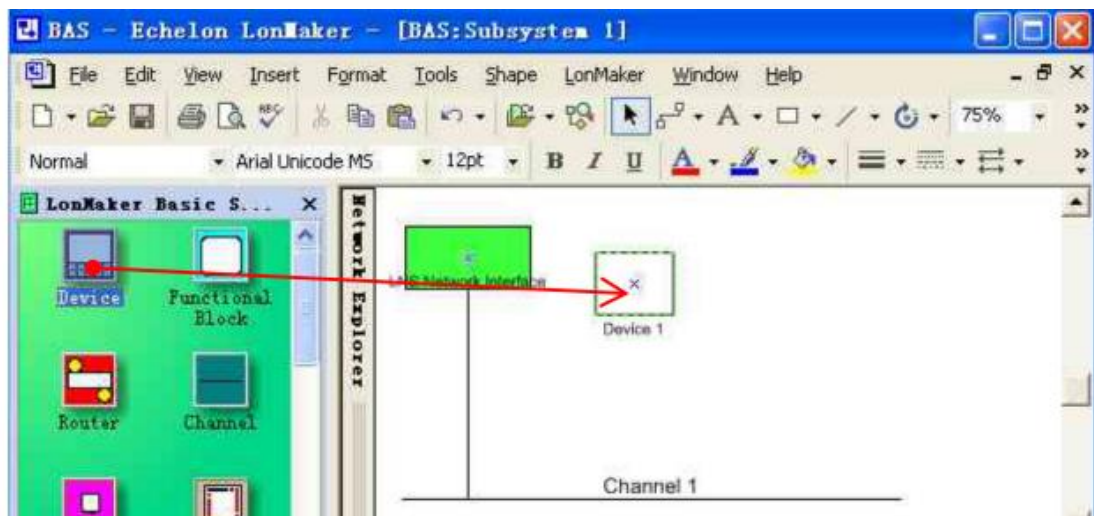 BAS - Echelon LonMaker - [BAS:Subsystem 1]
File Edit View Insert Format Tools Shape LonMaker Window Help
75%
Normal Arial Unicode MS 12pt B I U A
LonMaker Basic S...
Network Explorer
Device
Functional
Block
Router
Channel
LNS Network Interface
Device 1
Channel 1